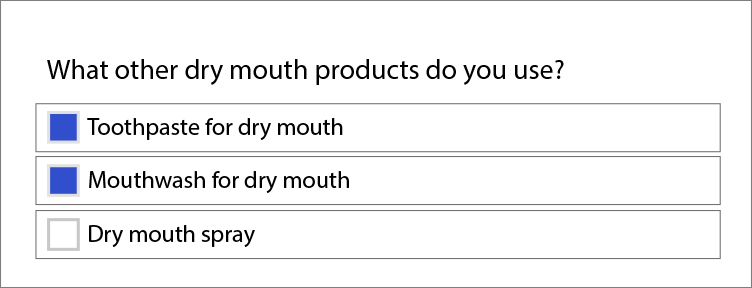 What other dry mouth products do you use?
Toothpaste for dry mouth
Mouthwash for dry mouth
Dry mouth spray